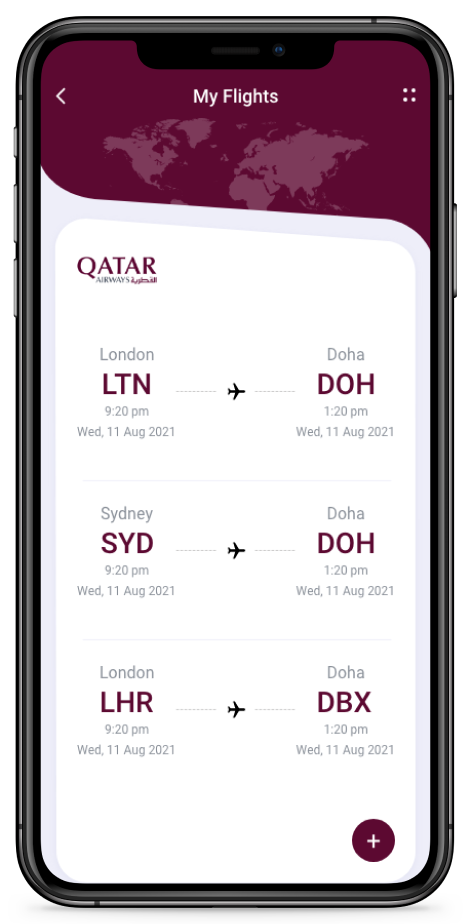 My Flights
QATAR
AIRWAYS القطرية
London
Doha
LTN
DOH
9:20 pm
1:20 pm
Wed, 11 Aug 2021
Wed, 11 Aug 2021
Sydney
Doha
SYD
DOH
9:20 pm
1:20 pm
Wed, 11 Aug 2021
Wed, 11 Aug 2021
London
Doha
LHR
DBX
9:20 pm
1:20 pm
Wed, 11 Aug 2021
Wed, 11 Aug 2021
+